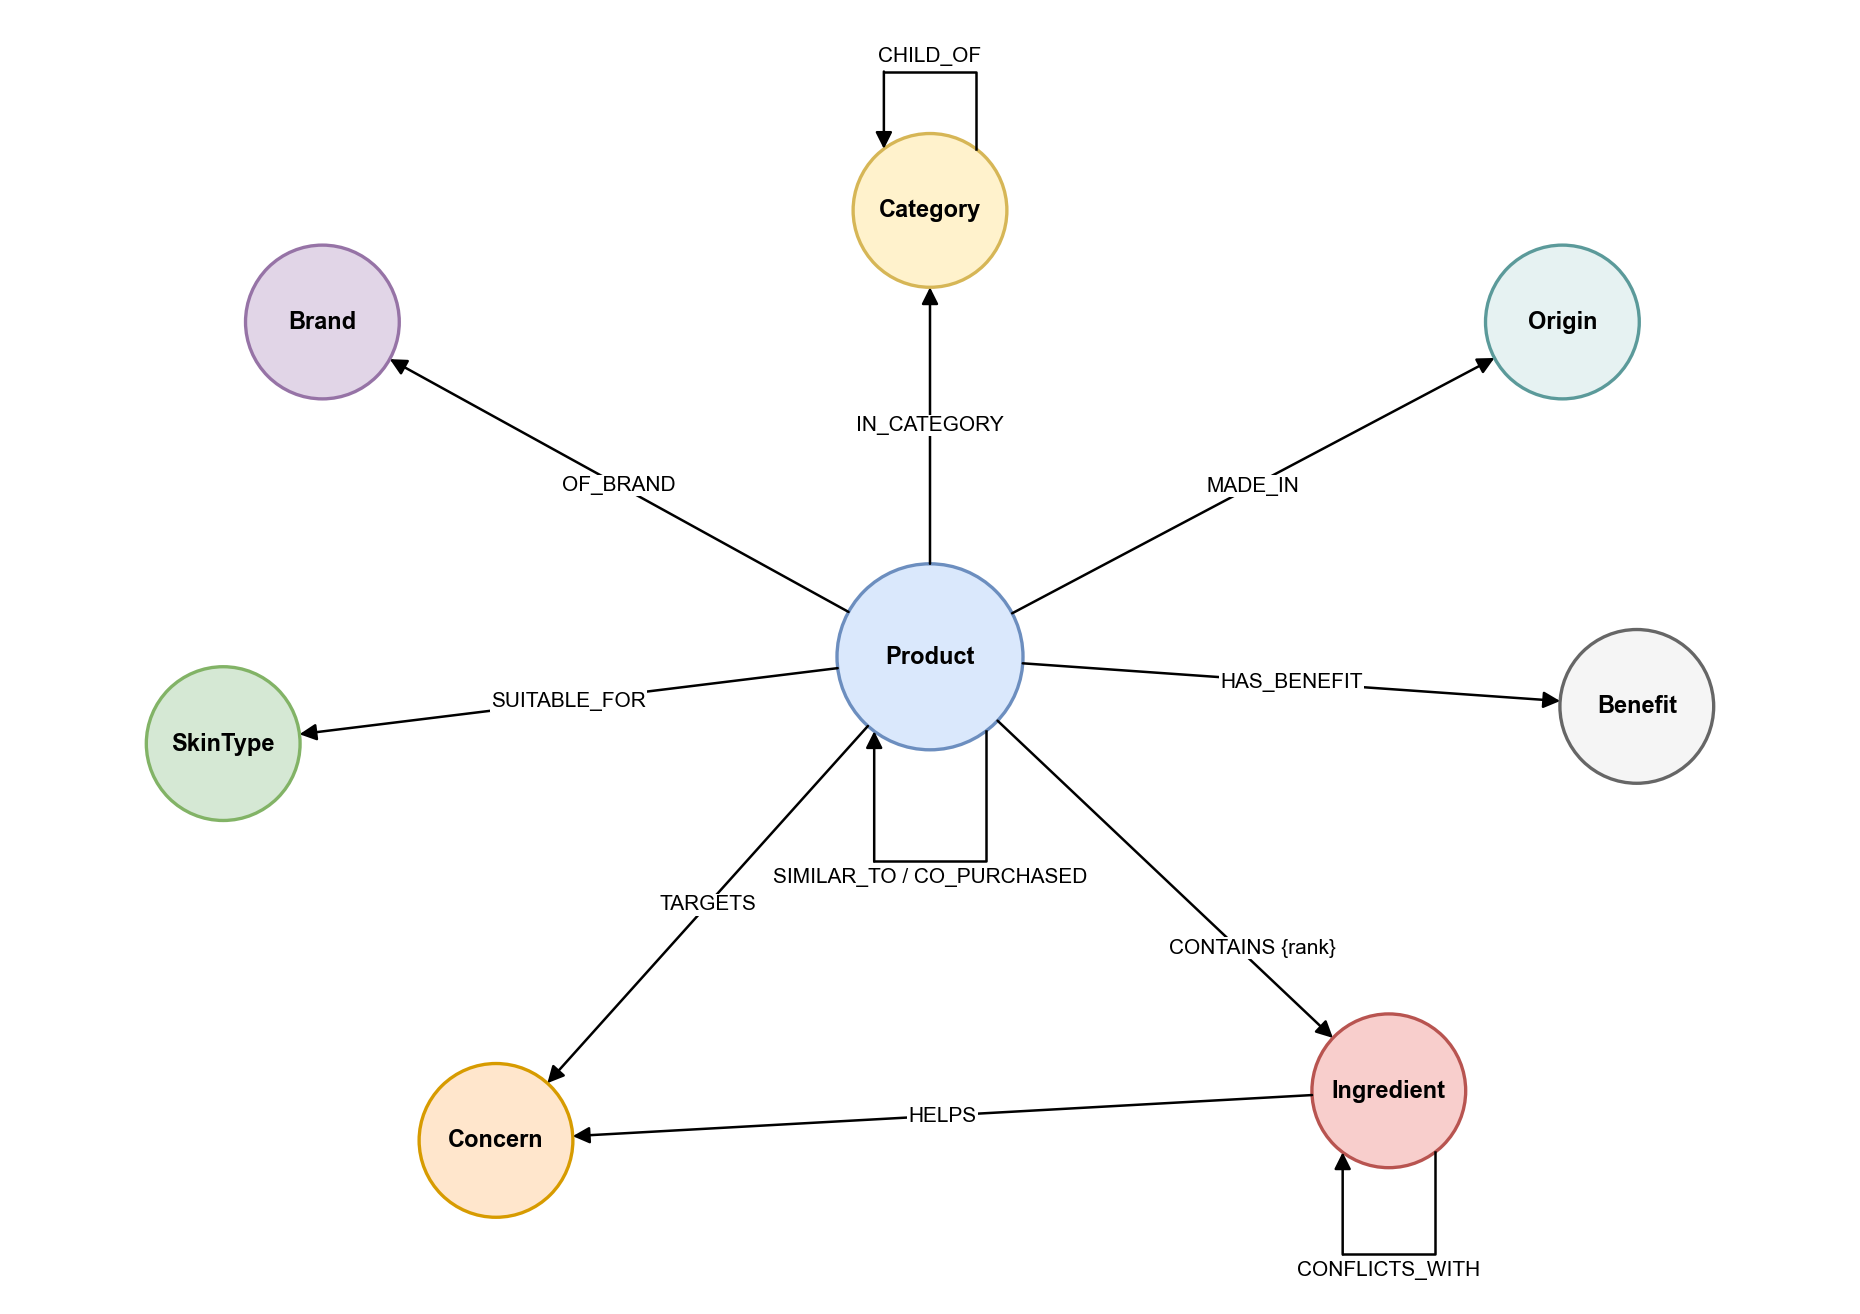 CHILD_OF
Category
Brand
Origin
IN_CATEGORY
OF_BRAND
MADE_IN
Product
HAS_BENEFIT
Benefit
SUITABLE_FOR
SkinType
SIMILAR_TO / CO_PURCHASED
TARGETS
CONTAINS {rank}
Ingredient
HELPS
Concern
CONFLICTS_WITH